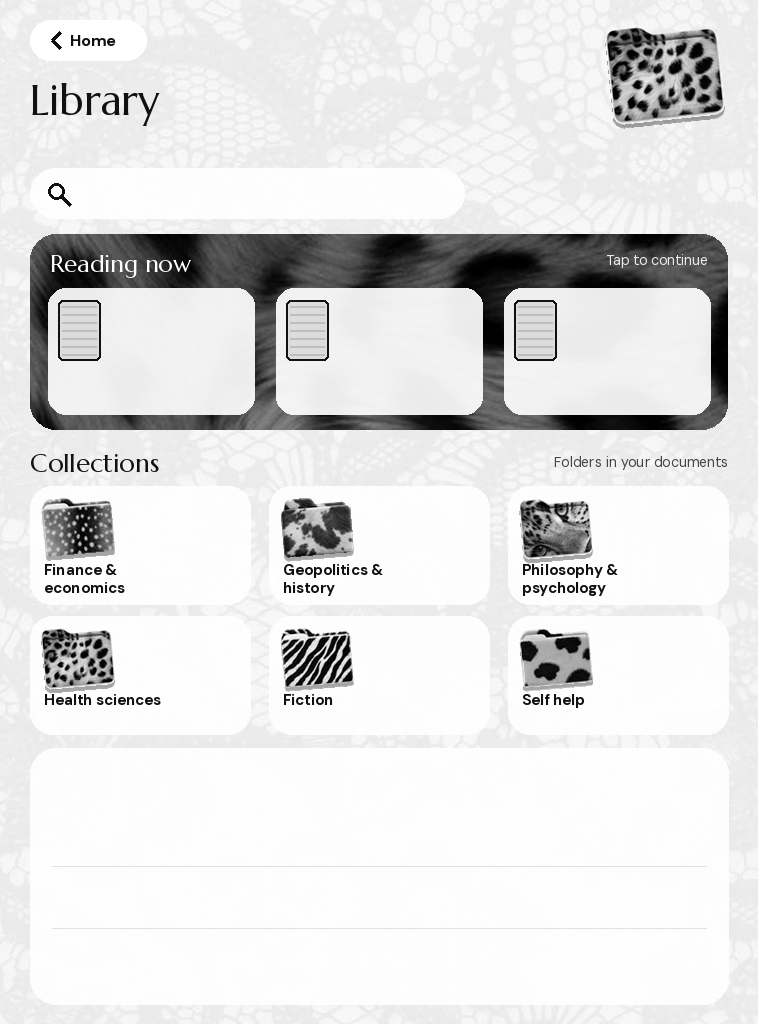 Home
Library
Reading now
Tap to continue
Collections
Folders in your documents
Finance &
economics
Geopolitics &
history
Philosophy &
psychology
Health sciences
Fiction
Self help